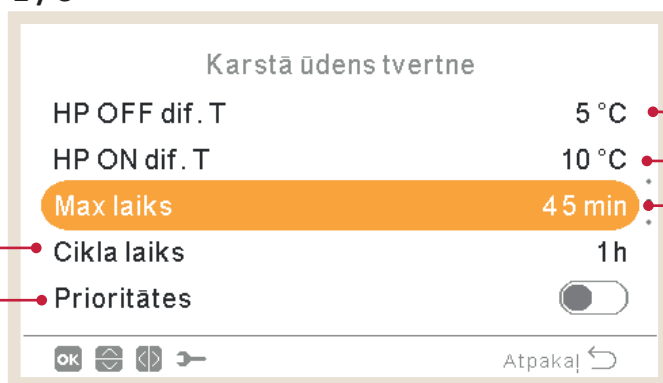 Karstā ūdens tvertne
HP OFF dif. T 5 °C
HP ON dif. T 10 °C
Max laiks 45 min
Cikla laiks 1h
Prioritātes
OK Atpakaļ